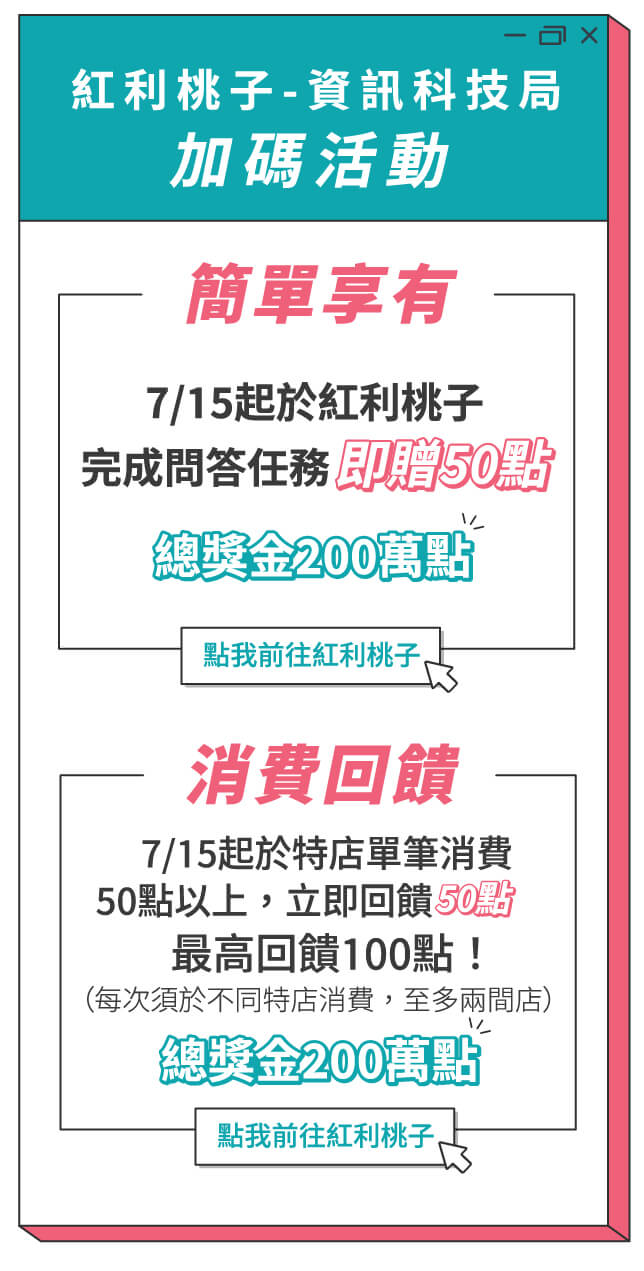 紅利桃子-資訊科技局
加碼活動
簡單享有
7/15起於紅利桃子
完成問答任務 即贈50點
總獎金200萬點
點我前往紅利桃子
消費回饋
7/15起於特店單筆消費
50點以上，立即回饋50點
最高回饋100點！
（每次須於不同特店消費，至多兩間店）
總獎金200萬點
點我前往紅利桃子